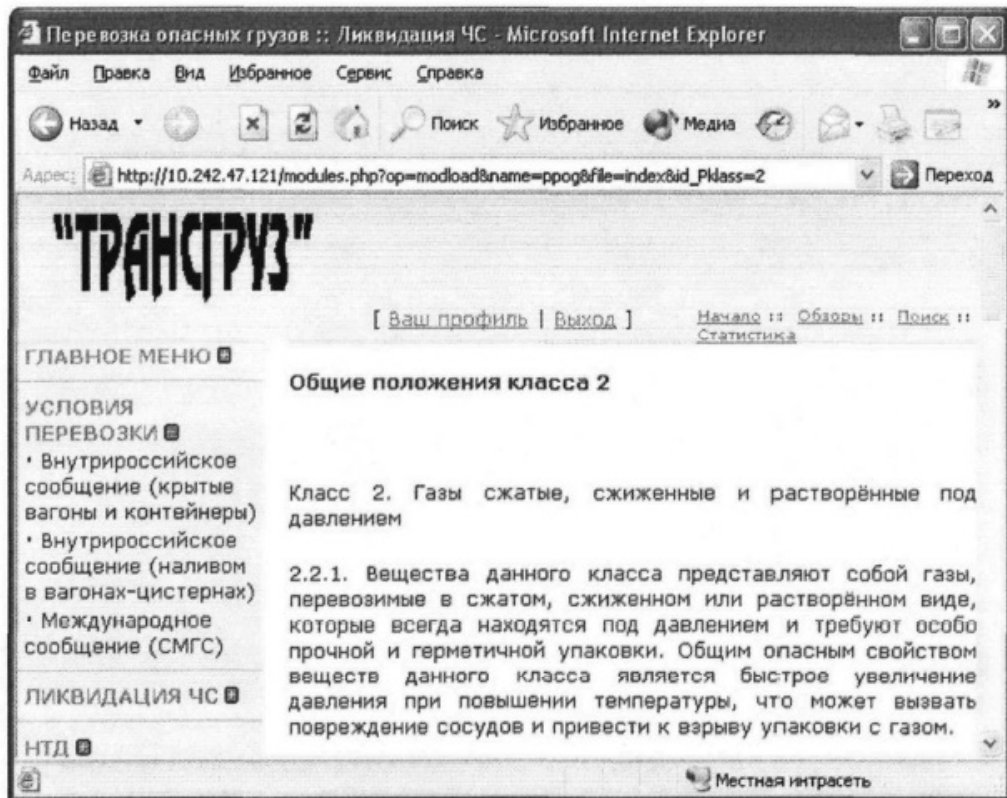 Перевозка опасных грузов :: Ликвидация ЧС - Microsoft Internet Explorer
Файл Правка Вид Избранное Сервис Справка
Назад Поиск Избранное Медиа »
Адрес: http://10.242.47.121/modules.php?op=modload&name=ppog&file=index&id_Pklass=2 Переход
"ТРАНСГРУЗ"
[ Ваш профиль | Выход ]
Начало :: Обзоры :: Поиск ::
Статистика
ГЛАВНОЕ МЕНЮ
УСЛОВИЯ
ПЕРЕВОЗКИ
· Внутрироссийское
сообщение (крытые
вагоны и контейнеры)
· Внутрироссийское
сообщение (наливом
в вагонах-цистернах)
· Международное
сообщение (СМГС)
ЛИКВИДАЦИЯ ЧС
НТД
Общие положения класса 2
Класс 2. Газы сжатые, сжиженные и растворённые под
давлением
2.2.1. Вещества данного класса представляют собой газы,
перевозимые в сжатом, сжиженном или растворённом виде,
которые всегда находятся под давлением и требуют особо
прочной и герметичной упаковки. Общим опасным свойством
веществ данного класса является быстрое увеличение
давления при повышении температуры, что может вызвать
повреждение сосудов и привести к взрыву упаковки с газом.
Местная интрасеть